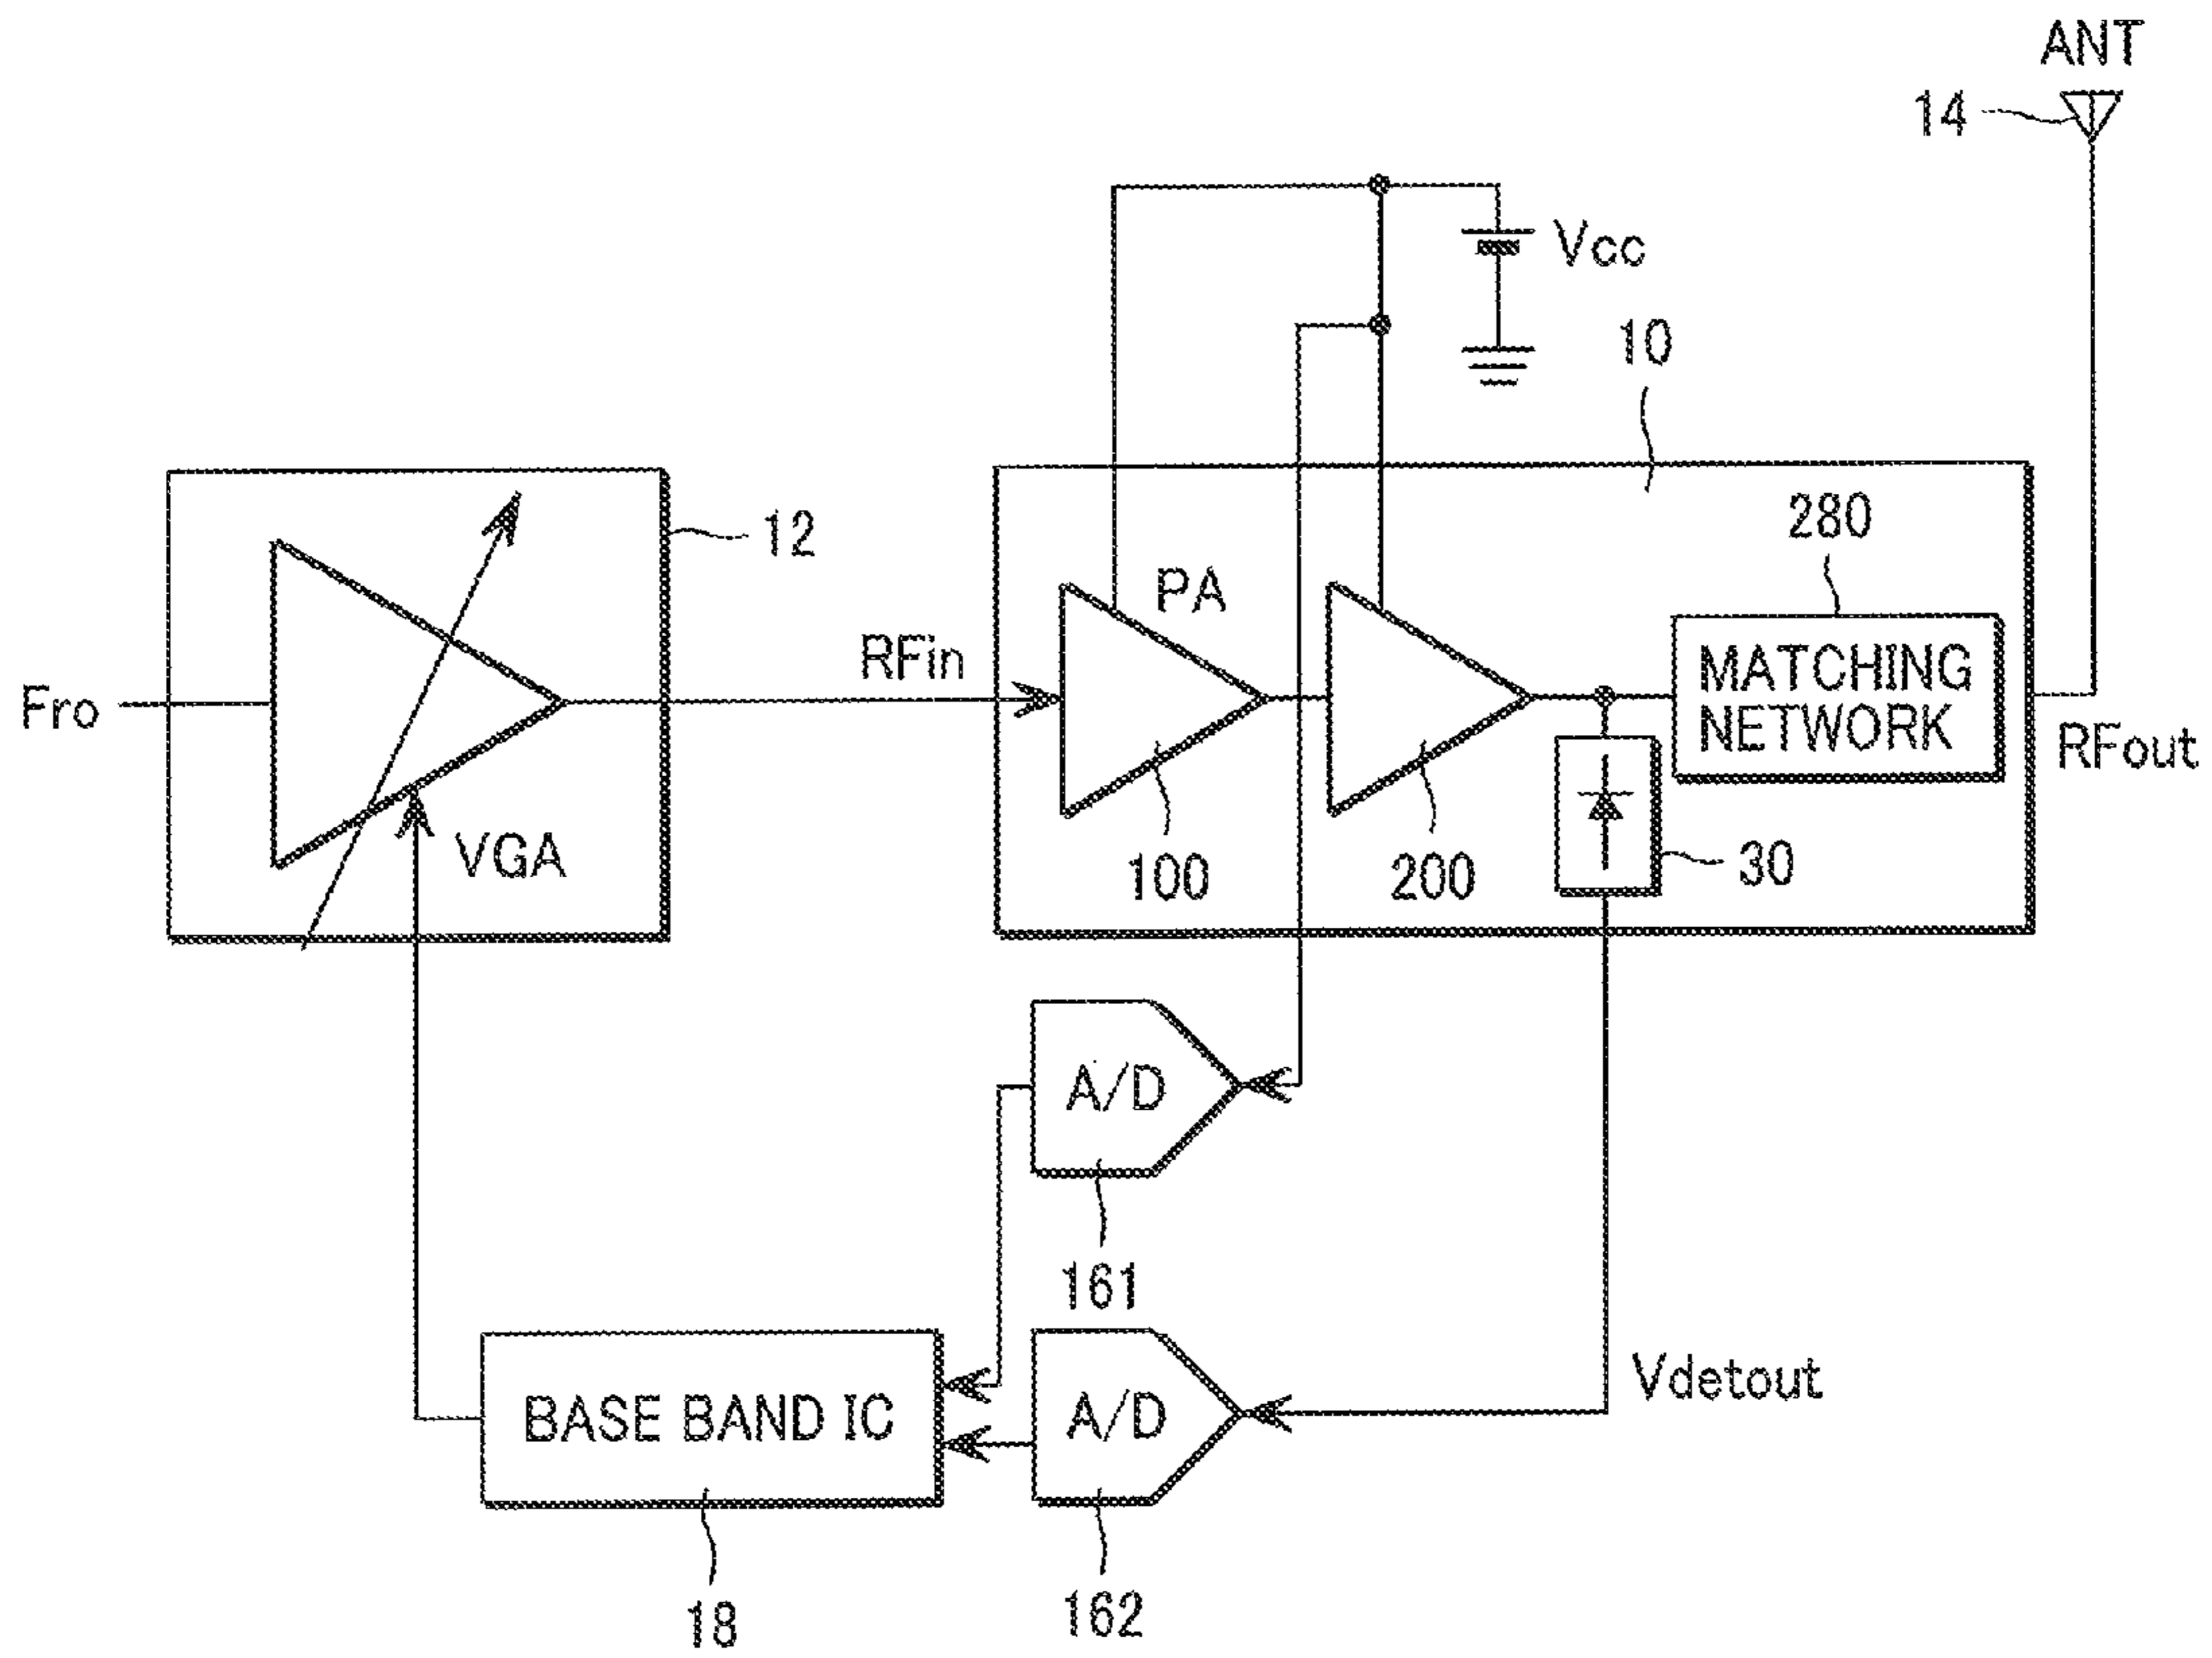 ANT
14
Vcc
10
12
280
PA
RFin
MATCHING
NETWORK
Fro
RFout
VGA
100
200
30
A/D
161
Vdetout
BASE BAND IC
A/D
18
162